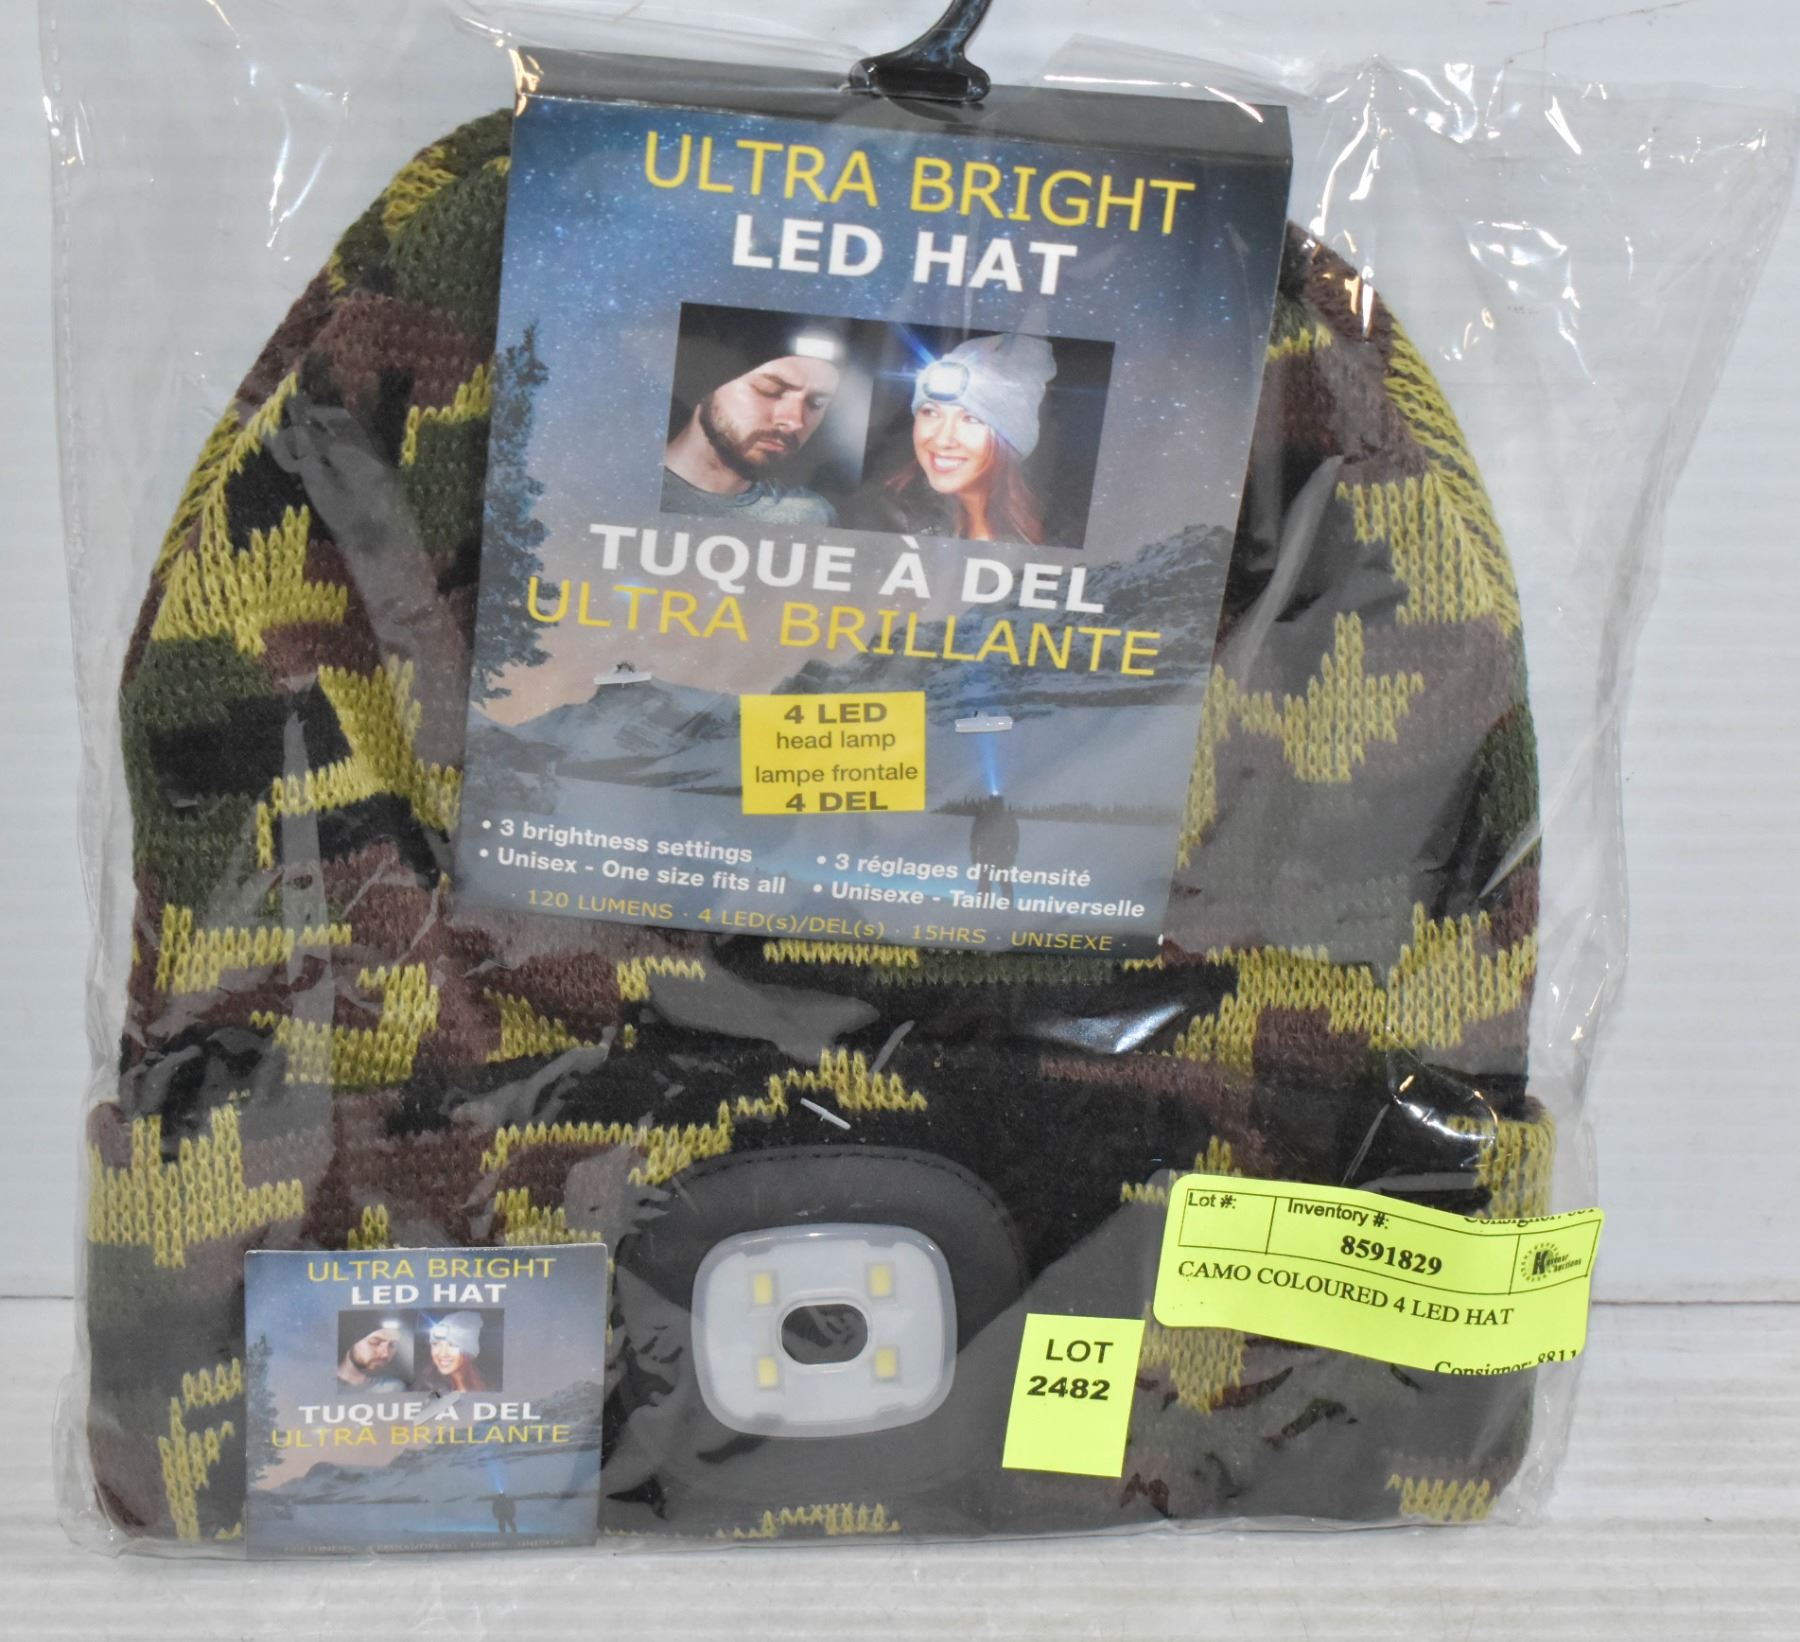 ULTRA BRIGHT
LED HAT
TUQUE À DEL
ULTRA BRILLANTE
4 LED
head lamp
lampe frontale
4 DEL
• 3 brightness settings
• Unisex - One size fits all
• 3 réglages d'intensité
• Unisexe - Taille universelle
· 120 LUMENS · 4 LED(s)/DEL(s) · 15HRS · UNISEXE ·
Lot #:
Inventory #:
8591829
CAMO COLOURED 4 LED HAT
Consignor: 8811
LOT
2482
ULTRA BRIGHT
LED HAT
TUQUE À DEL
ULTRA BRILLANTE